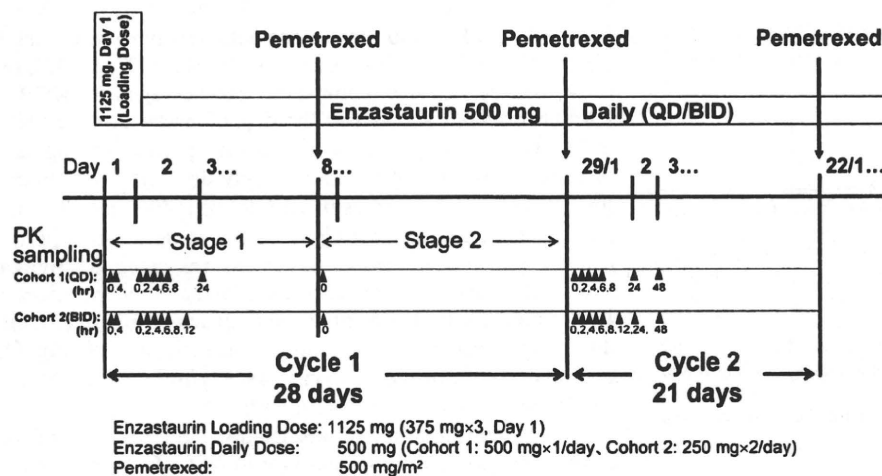 1125 mg. Day 1
(Loading Dose)
Pemetrexed Pemetrexed Pemetrexed
Enzastaurin 500 mg Daily (QD/BID)
Day 1 2 3... 8... 29/1 2 3... 22/1...
PK
sampling
Stage 1 Stage 2
Cohort 1(QD):
(hr) 0,4, 0,2,4,6,8 24 0 0,2,4,6,8 24 48
Cohort 2(BID):
(hr) 0,4 0,2,4,6,8,12 0 0,2,4,6,8,12,24, 48
Cycle 1 Cycle 2
28 days 21 days
Enzastaurin Loading Dose: 1125 mg (375 mg×3, Day 1)
Enzastaurin Daily Dose: 500 mg (Cohort 1: 500 mg×1/day、Cohort 2: 250 mg×2/day)
Pemetrexed: 500 mg/m²